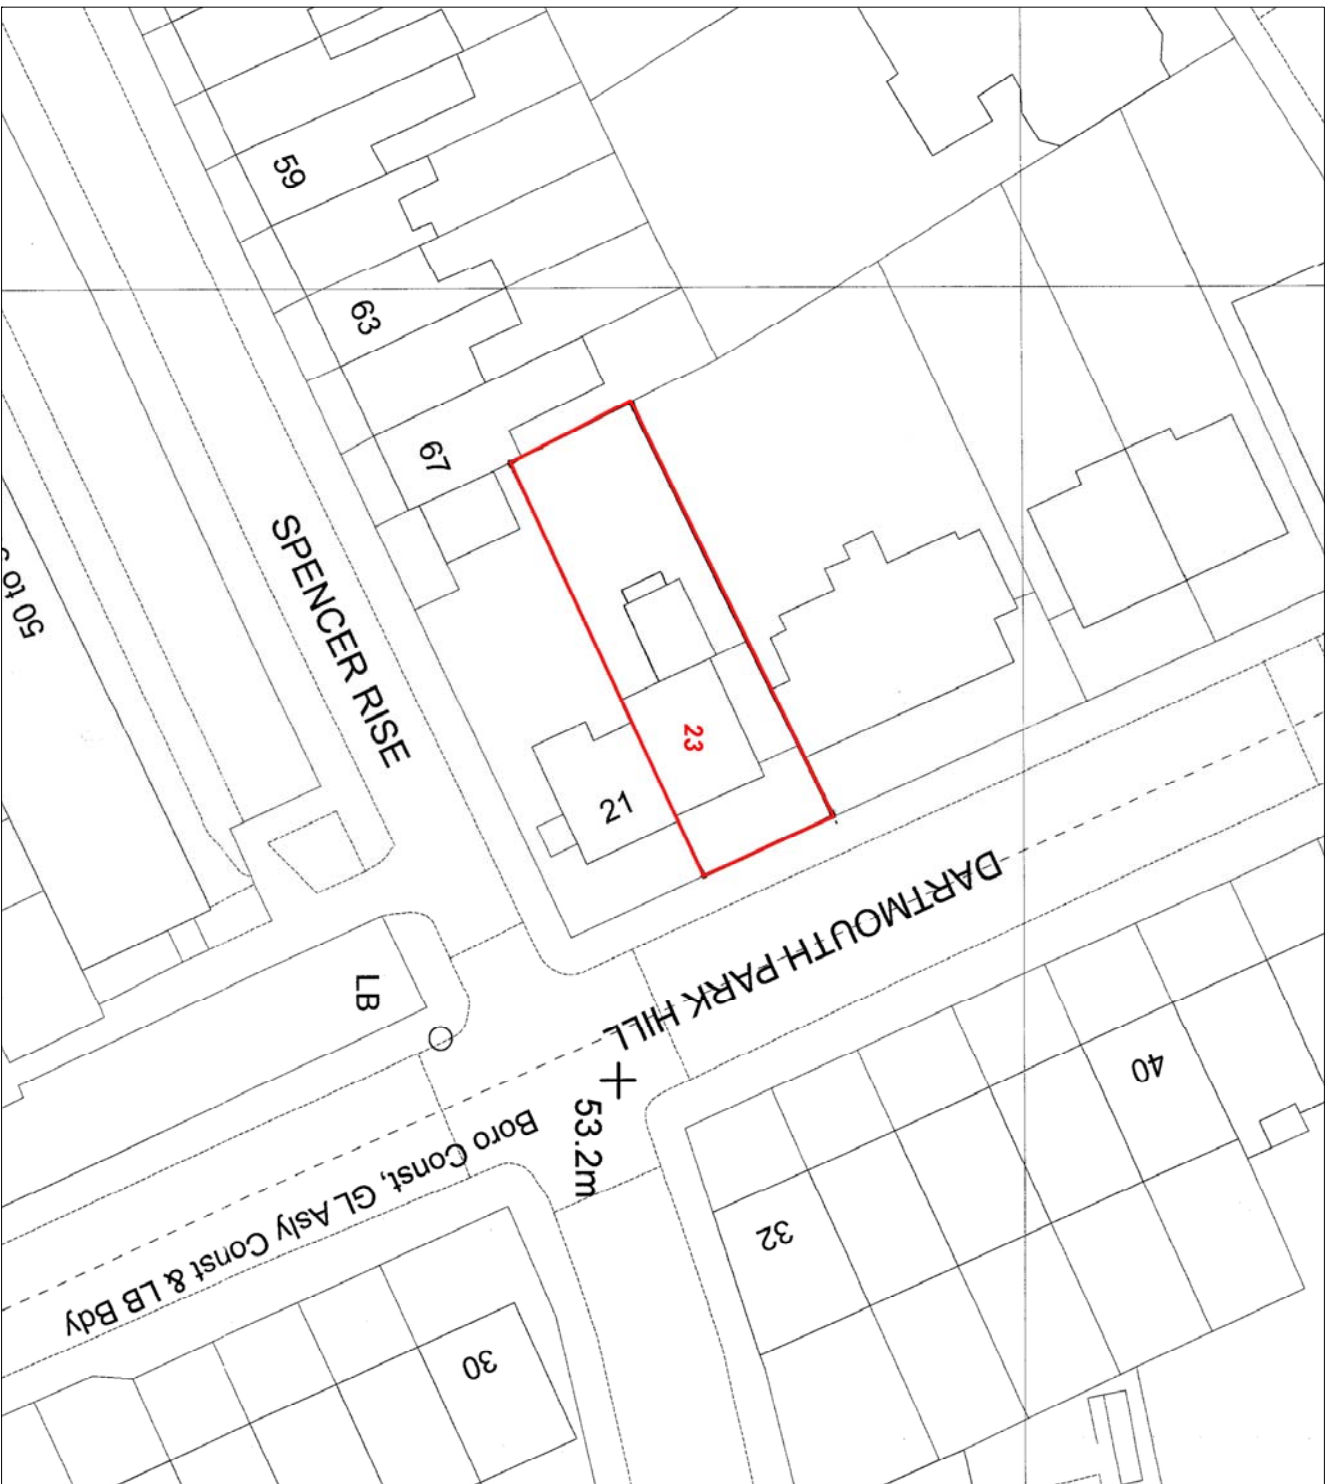 59
63
67
SPENCER RISE
50 to
23
21
DARTMOUTH PARK HILL
LB
53.2m
Boro Const, GL Asly Const & LB Bdy
40
32
30